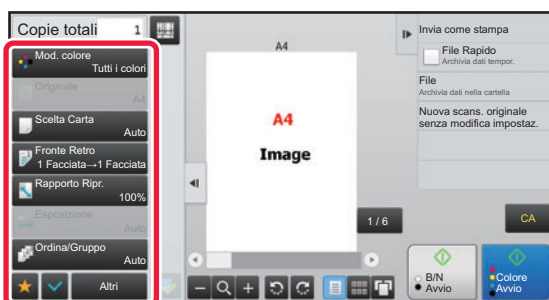 Copie totali 1
Mod. colore
Tutti i colori
Originale
A4
Scelta Carta
Auto
Fronte Retro
1 Facciata→1 Facciata
Rapporto Ripr.
100%
Esposizione
Auto
Ordina/Gruppo
Auto
Altri
A4
A4
Image
1 / 6
Invia come stampa
File Rapido
Archivia dati tempor.
File
Archivia dati nella cartella
Nuova scans. originale
senza modifica impostaz.
CA
B/N
Avvio
Colore
Avvio